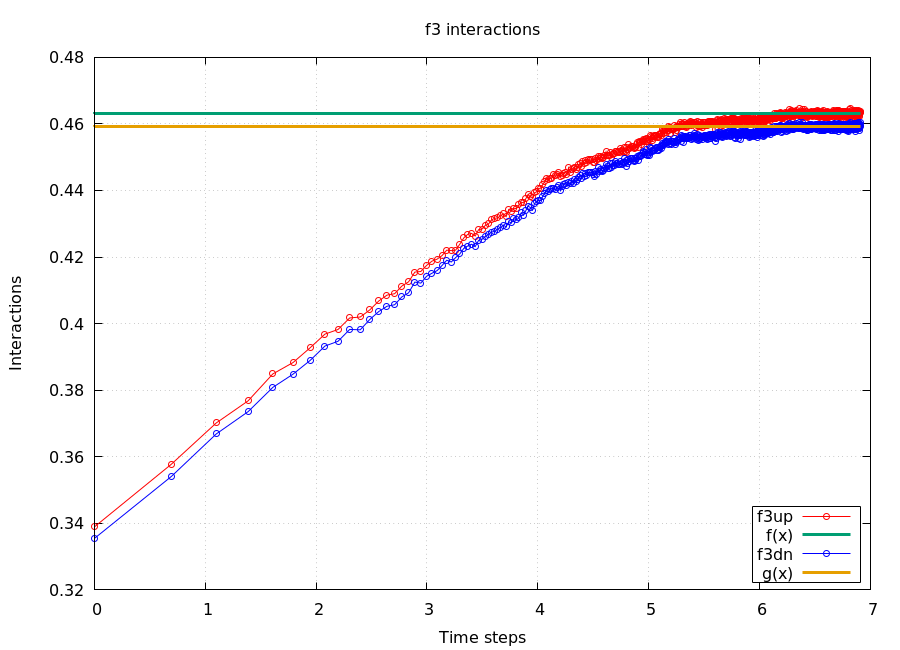 f3 interactions
0.48
0.46
0.44
0.42
0.4
0.38
0.36
0.34
0.32
Interactions
0 1 2 3 4 5 6 7
Time steps
f3up
f(x)
f3dn
g(x)